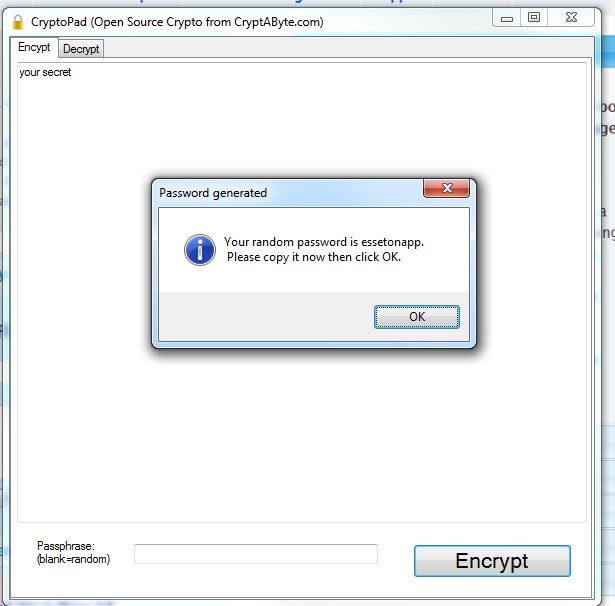 CryptoPad (Open Source Crypto from CryptAByte.com)
Encrypt
Decrypt
your secret
Password generated
Your random password is essetonapp.
Please copy it now then click OK.
OK
Passphrase:
(blank=random)
Encrypt